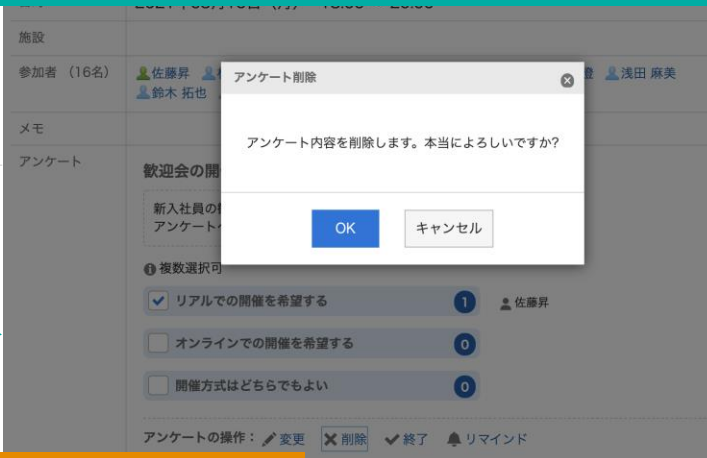 施設
参加者 (16名)
佐藤昇
浅田 麻美
鈴木 拓也
アンケート削除
アンケート内容を削除します。本当によろしいですか?
OK
キャンセル
メモ
アンケート
歓迎会の開
新入社員の
アンケート
複数選択可
リアルでの開催を希望する 1 佐藤昇
オンラインでの開催を希望する 0
開催方式はどちらでもよい 0
アンケートの操作: 変更 削除 終了 リマインド